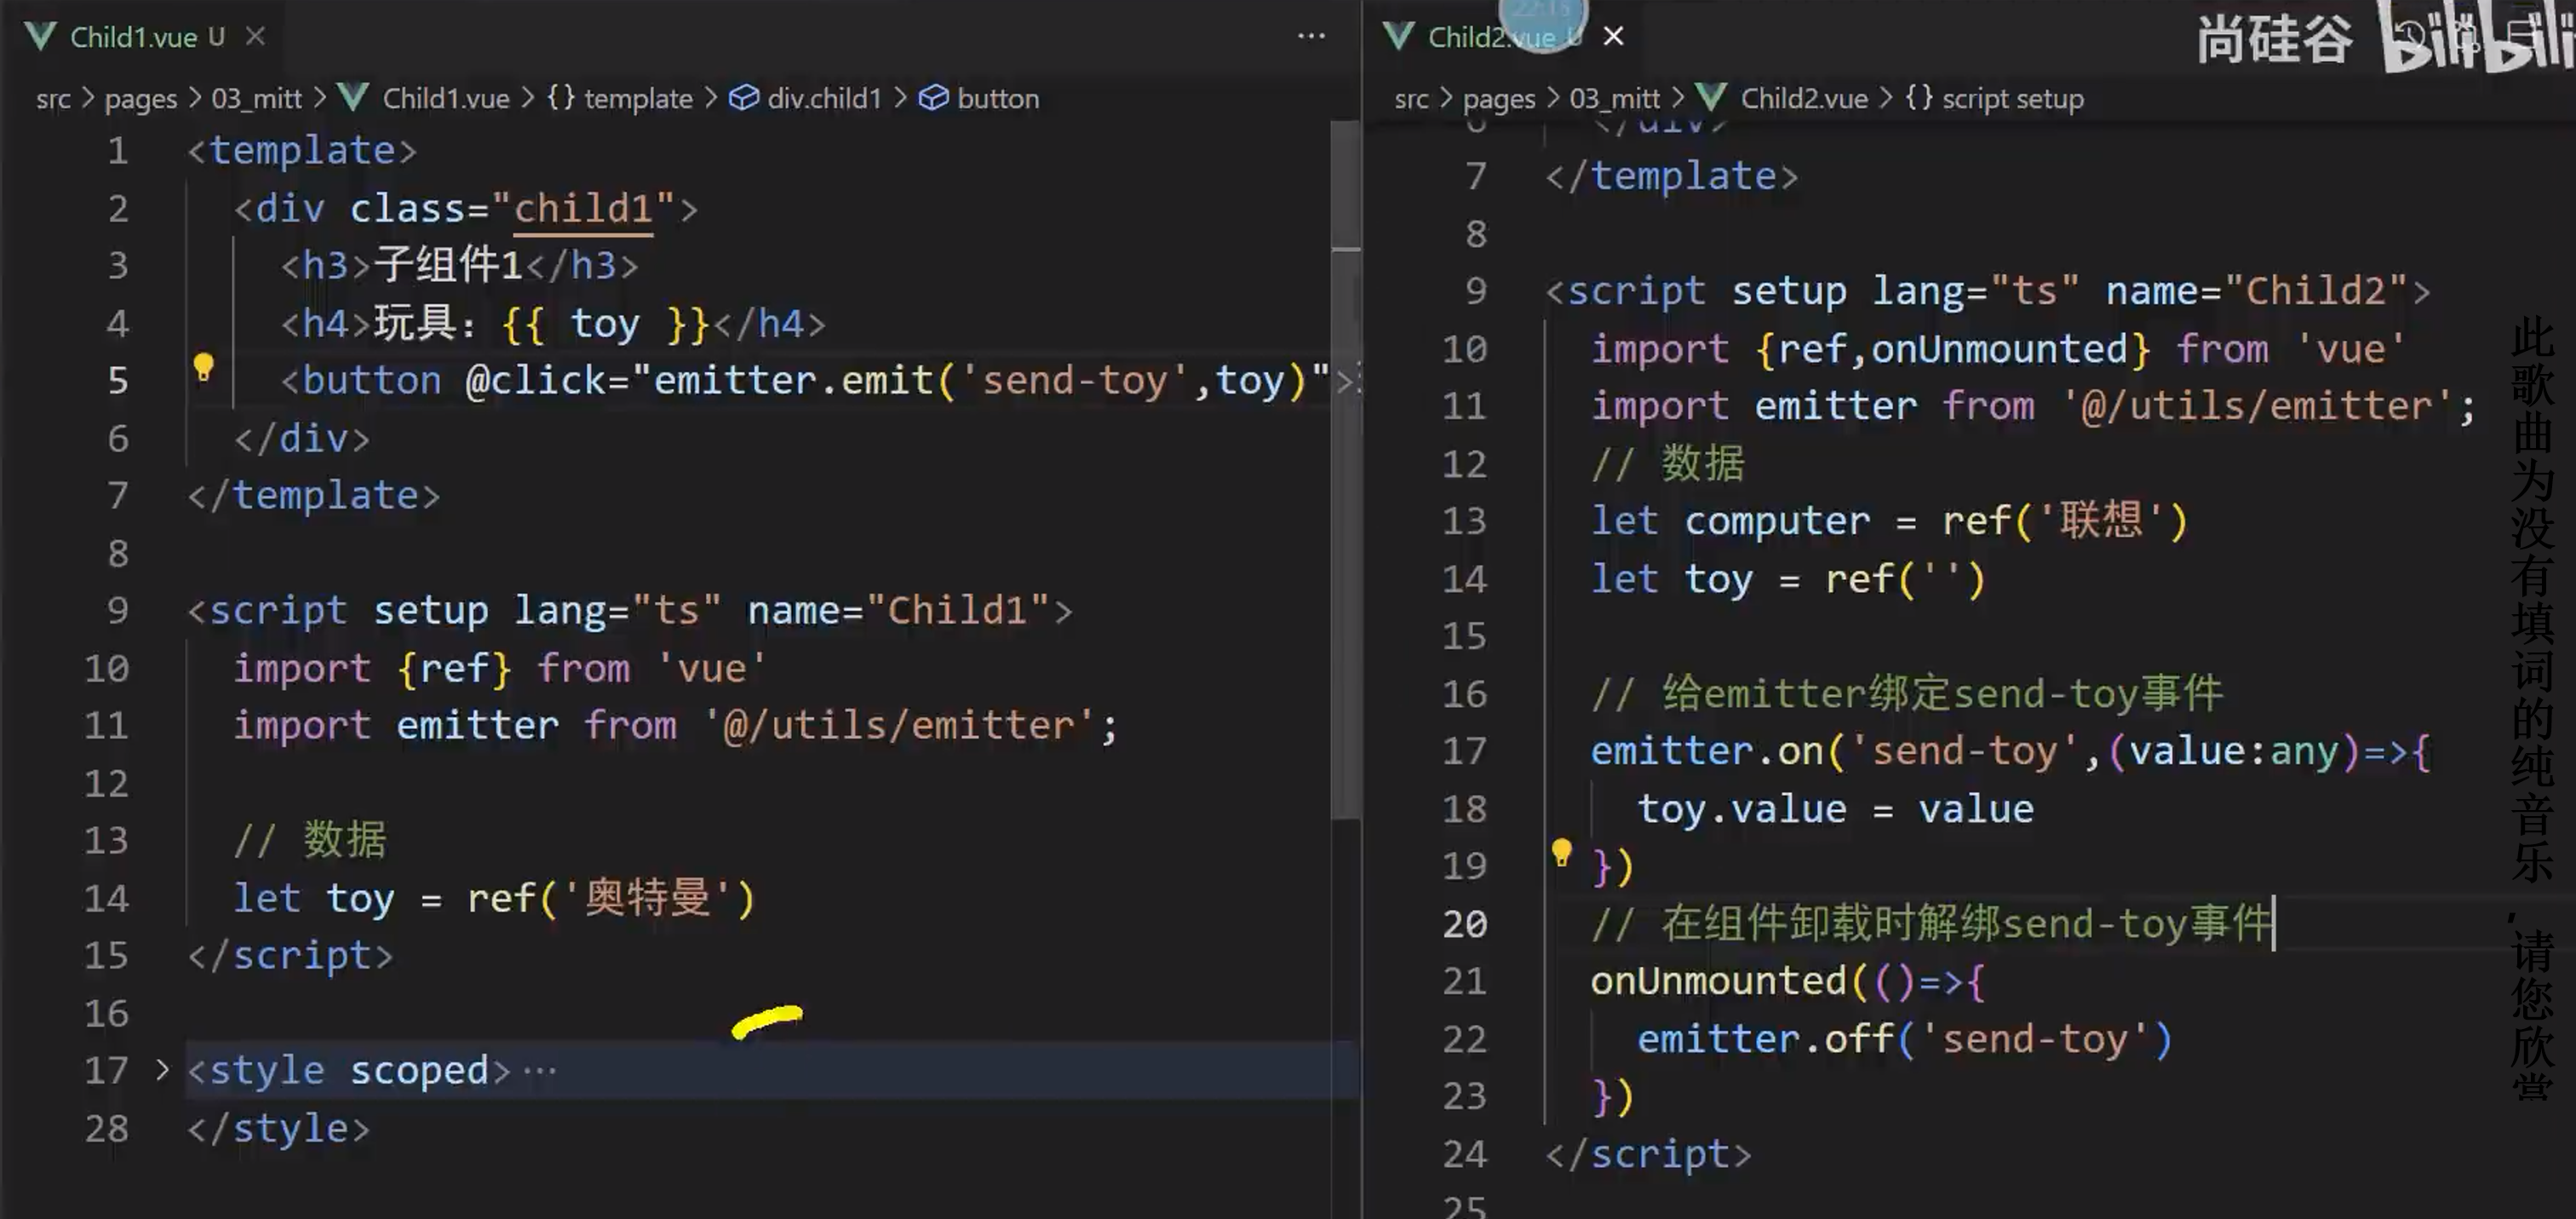 Child1.vue U
src > pages > 03_mitt > Child1.vue > {} template > div.child1 > button
1 <template>
2 <div class="child1">
3 <h3>子组件1</h3>
4 <h4>玩具：{{ toy }}</h4>
5 <button @click="emitter.emit('send-toy',toy)">
6 </div>
7 </template>
8
9 <script setup lang="ts" name="Child1">
10 import {ref} from 'vue'
11 import emitter from '@/utils/emitter';
12
13 // 数据
14 let toy = ref('奥特曼')
15 </script>
16
17 <style scoped>···
28 </style>
Child2.vue U
22:15
尚硅谷 bilibili
src > pages > 03_mitt > Child2.vue > {} script setup
6 </div>
7 </template>
8
9 <script setup lang="ts" name="Child2">
10 import {ref,onUnmounted} from 'vue'
11 import emitter from '@/utils/emitter';
12 // 数据
13 let computer = ref('联想')
14 let toy = ref('')
15
16 // 给emitter绑定send-toy事件
17 emitter.on('send-toy',(value:any)=>{
18 toy.value = value
19 })
20 // 在组件卸载时解绑send-toy事件
21 onUnmounted(()=>{
22 emitter.off('send-toy')
23 })
24 </script>
25
此歌曲为没有填词的纯音乐,请您欣赏